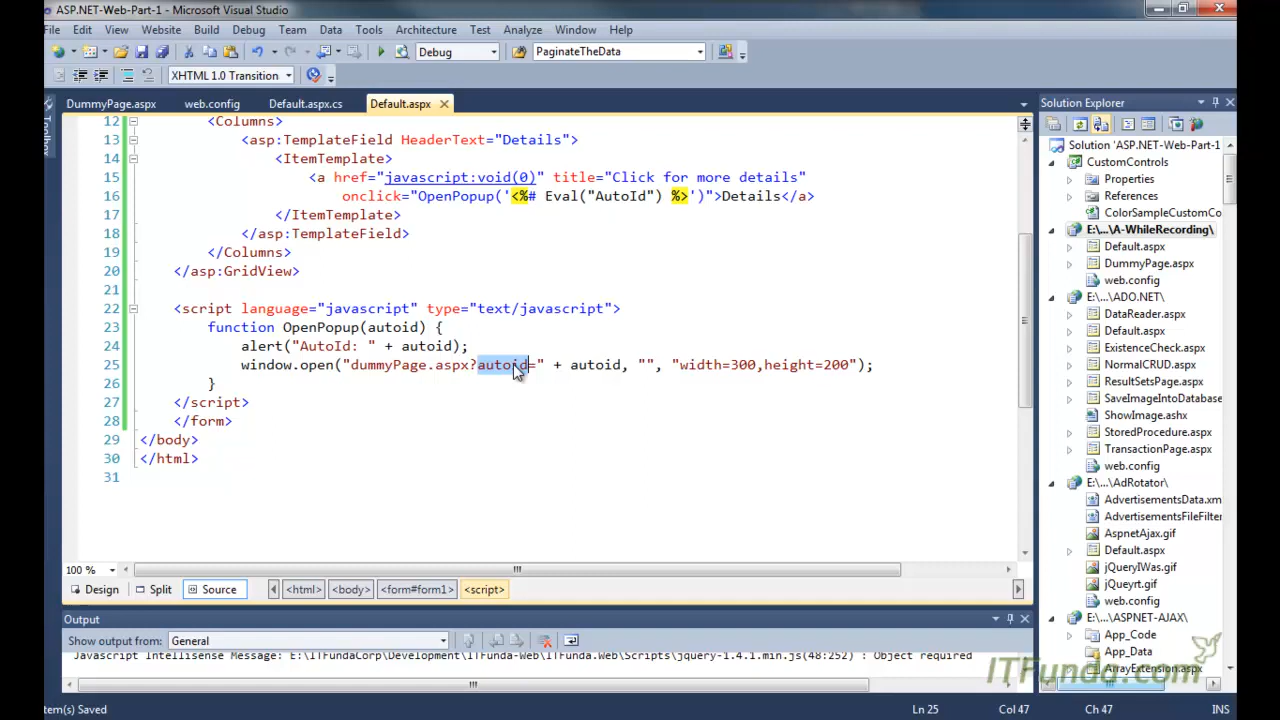 ASP.NET-Web-Part-1 - Microsoft Visual Studio
File Edit View Website Build Debug Team Data Tools Architecture Test Analyze Window Help
Debug PaginateTheData
XHTML 1.0 Transition
DummyPage.aspx web.config Default.aspx.cs Default.aspx
12 <Columns>
13 <asp:TemplateField HeaderText="Details">
14 <ItemTemplate>
15 <a href="javascript:void(0)" title="Click for more details"
16 onclick="OpenPopup('<%# Eval("AutoId") %>')">Details</a>
17 </ItemTemplate>
18 </asp:TemplateField>
19 </Columns>
20 </asp:GridView>
21
22 <script language="javascript" type="text/javascript">
23 function OpenPopup(autoid) {
24 alert("AutoId: " + autoid);
25 window.open("dummyPage.aspx?autoid=" + autoid, "", "width=300,height=200");
26 }
27 </script>
28 </form>
29 </body>
30 </html>
31
100 %
Design Split Source <html> <body> <form#form1> <script>
Output
Show output from: General
Javascript Intellisense Message: E:\ITFundaCorp\Development\ITFunda-Web\ITFunda.Web\Scripts\jquery-1.4.1.min.js(48:252) : Object required
Item(s) Saved Ln 25 Col 47 Ch 47 INS
Toolbox
Solution Explorer
Solution 'ASP.NET-Web-Part-1
CustomControls
Properties
References
ColorSampleCustomCo
E:\...\A-WhileRecording\
Default.aspx
DummyPage.aspx
web.config
E:\...\ADO.NET\
DataReader.aspx
Default.aspx
ExistenceCheck.aspx
NormalCRUD.aspx
ResultSetsPage.aspx
SaveImageIntoDatabase
ShowImage.ashx
StoredProcedure.aspx
TransactionPage.aspx
web.config
E:\...\AdRotator\
AdvertisementsData.xm
AdvertisementsFileFilter
AspnetAjax.gif
Default.aspx
jQueryIWas.gif
jQueyrt.gif
web.config
E:\...\ASPNET-AJAX\
App_Code
App_Data
ArrayExtension.aspx
ITFunda.com